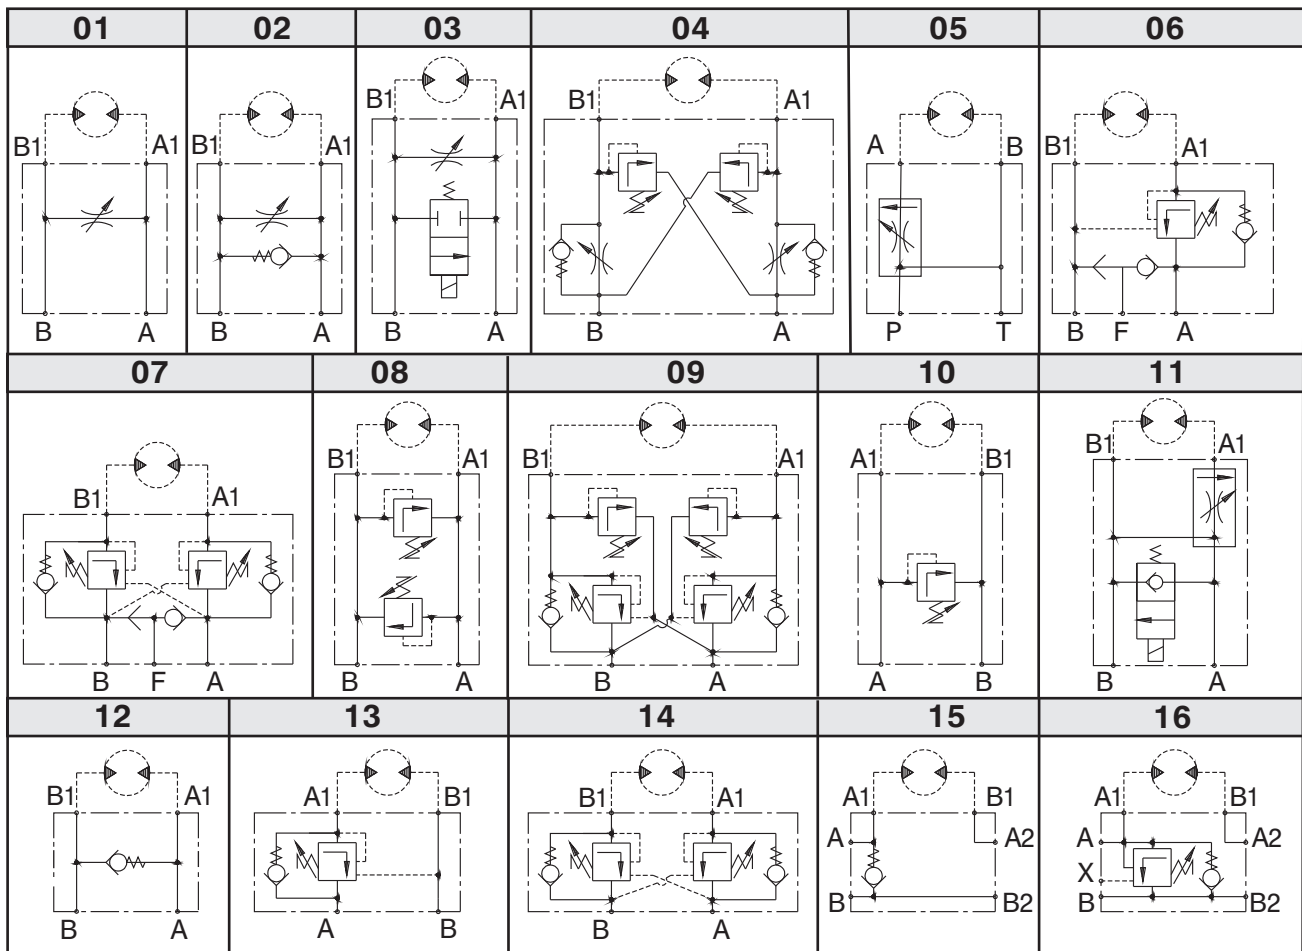 01 02 03 04 05 06
B1 A1 B1 A1 B1 A1 B1 A1 A B B1 A1
B A B A B A B A P T B F A
07 08 09 10 11
B1 A1 B1 A1 B1 A1 A1 B1 B1 A1
B F A B A B A A B B A
12 13 14 15 16
B1 A1 A1 B1 B1 A1 A1 B1 A1 B1
A A2 A A2
X
B B2 B B2
B A A B B A